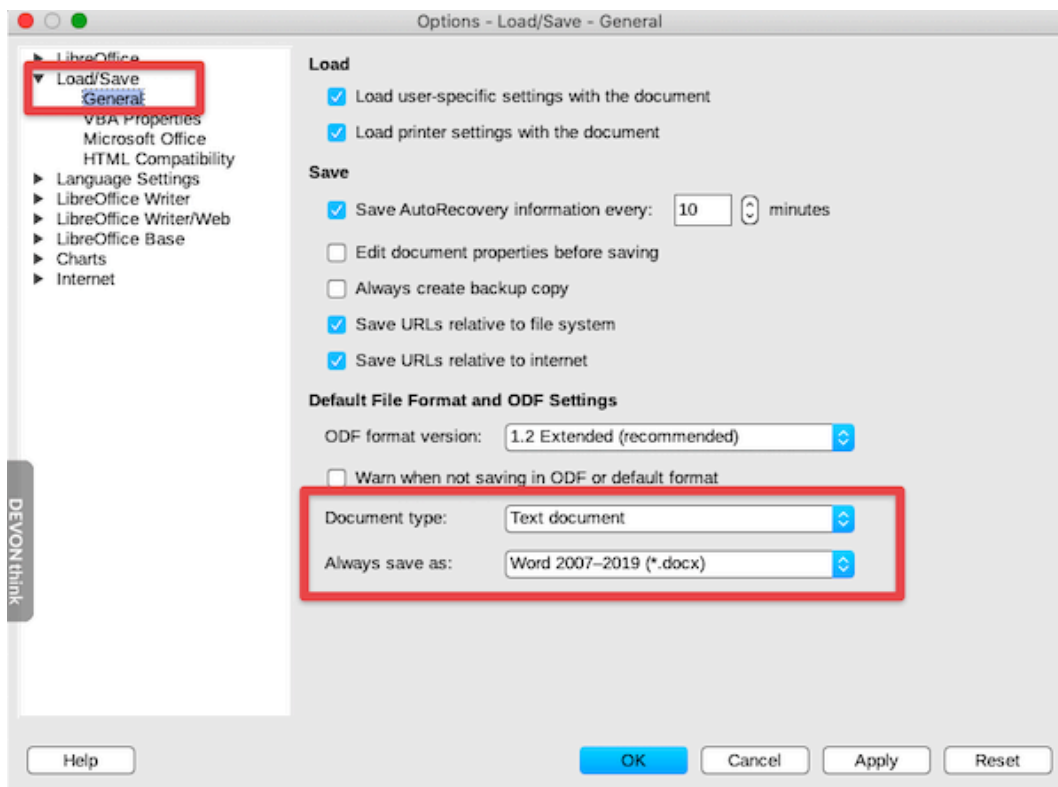 Options - Load/Save - General
LibreOffice
Load/Save
General
VBA Properties
Microsoft Office
HTML Compatibility
Language Settings
LibreOffice Writer
LibreOffice Writer/Web
LibreOffice Base
Charts
Internet
Load
Load user-specific settings with the document
Load printer settings with the document
Save
Save AutoRecovery information every: 10 minutes
Edit document properties before saving
Always create backup copy
Save URLs relative to file system
Save URLs relative to internet
Default File Format and ODF Settings
ODF format version: 1.2 Extended (recommended)
Warn when not saving in ODF or default format
Document type: Text document
Always save as: Word 2007–2019 (*.docx)
DEVONthink
Help OK Cancel Apply Reset